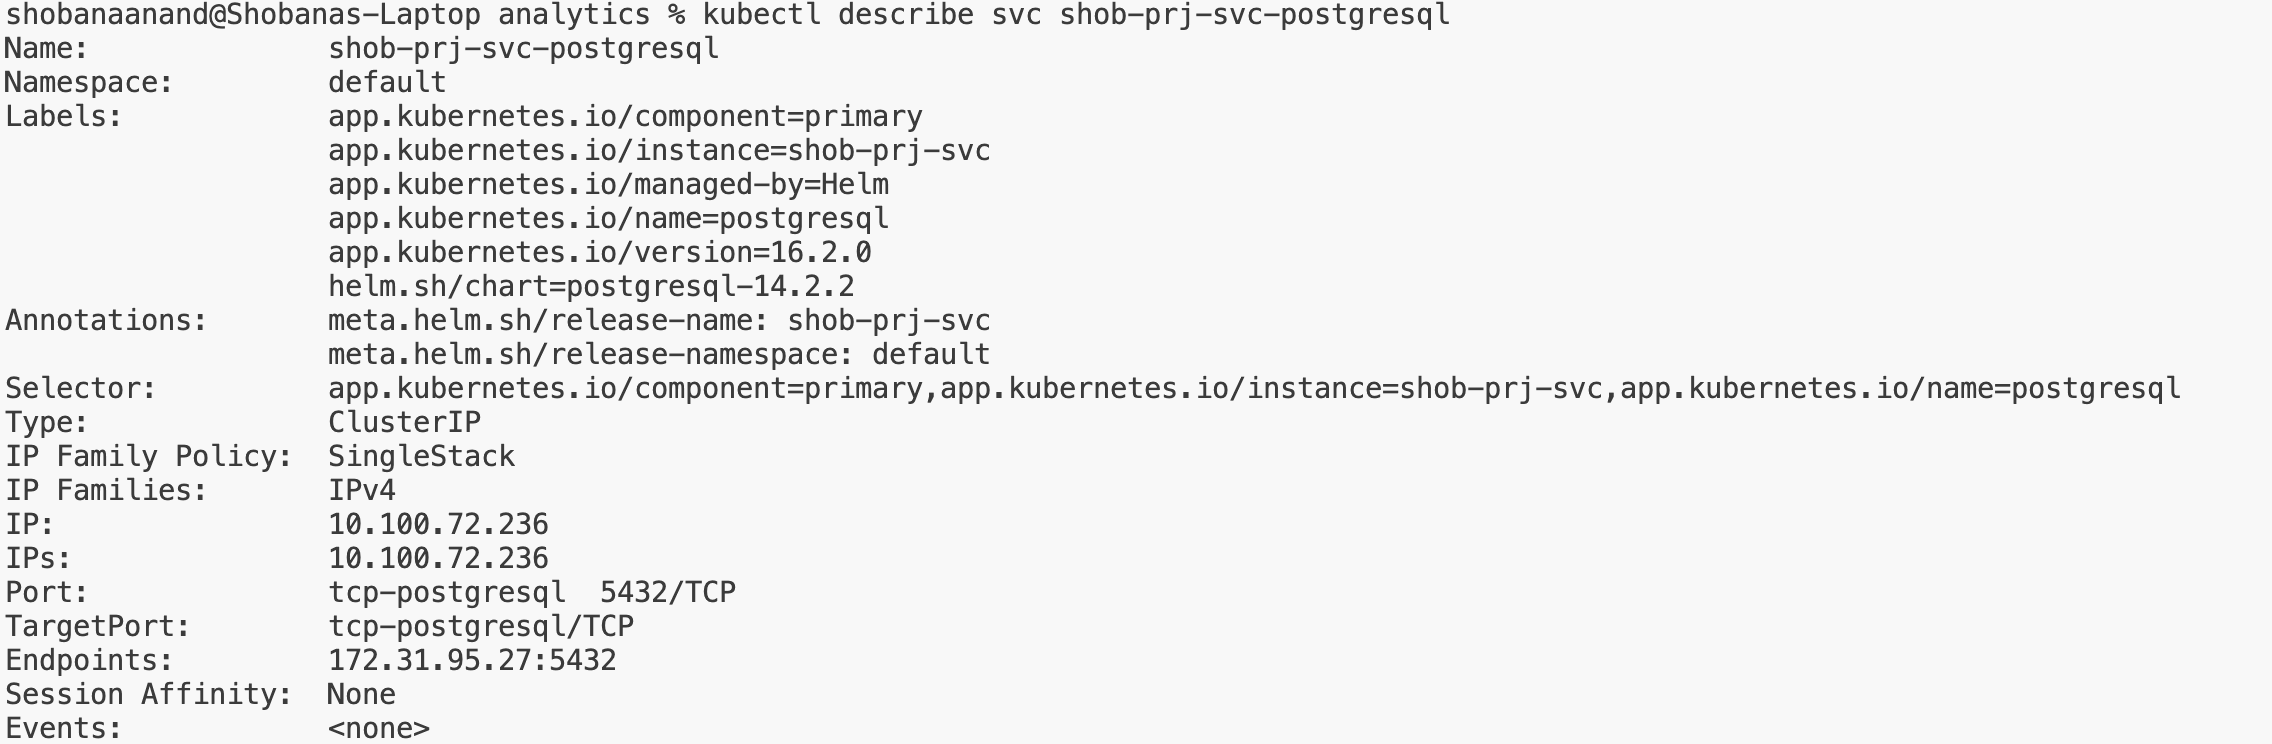 shobanaanand@Shobanas-Laptop analytics % kubectl describe svc shob-prj-svc-postgresql
Name: shob-prj-svc-postgresql
Namespace: default
Labels: app.kubernetes.io/component=primary
app.kubernetes.io/instance=shob-prj-svc
app.kubernetes.io/managed-by=Helm
app.kubernetes.io/name=postgresql
app.kubernetes.io/version=16.2.0
helm.sh/chart=postgresql-14.2.2
Annotations: meta.helm.sh/release-name: shob-prj-svc
meta.helm.sh/release-namespace: default
Selector: app.kubernetes.io/component=primary,app.kubernetes.io/instance=shob-prj-svc,app.kubernetes.io/name=postgresql
Type: ClusterIP
IP Family Policy: SingleStack
IP Families: IPv4
IP: 10.100.72.236
IPs: 10.100.72.236
Port: tcp-postgresql 5432/TCP
TargetPort: tcp-postgresql/TCP
Endpoints: 172.31.95.27:5432
Session Affinity: None
Events: <none>